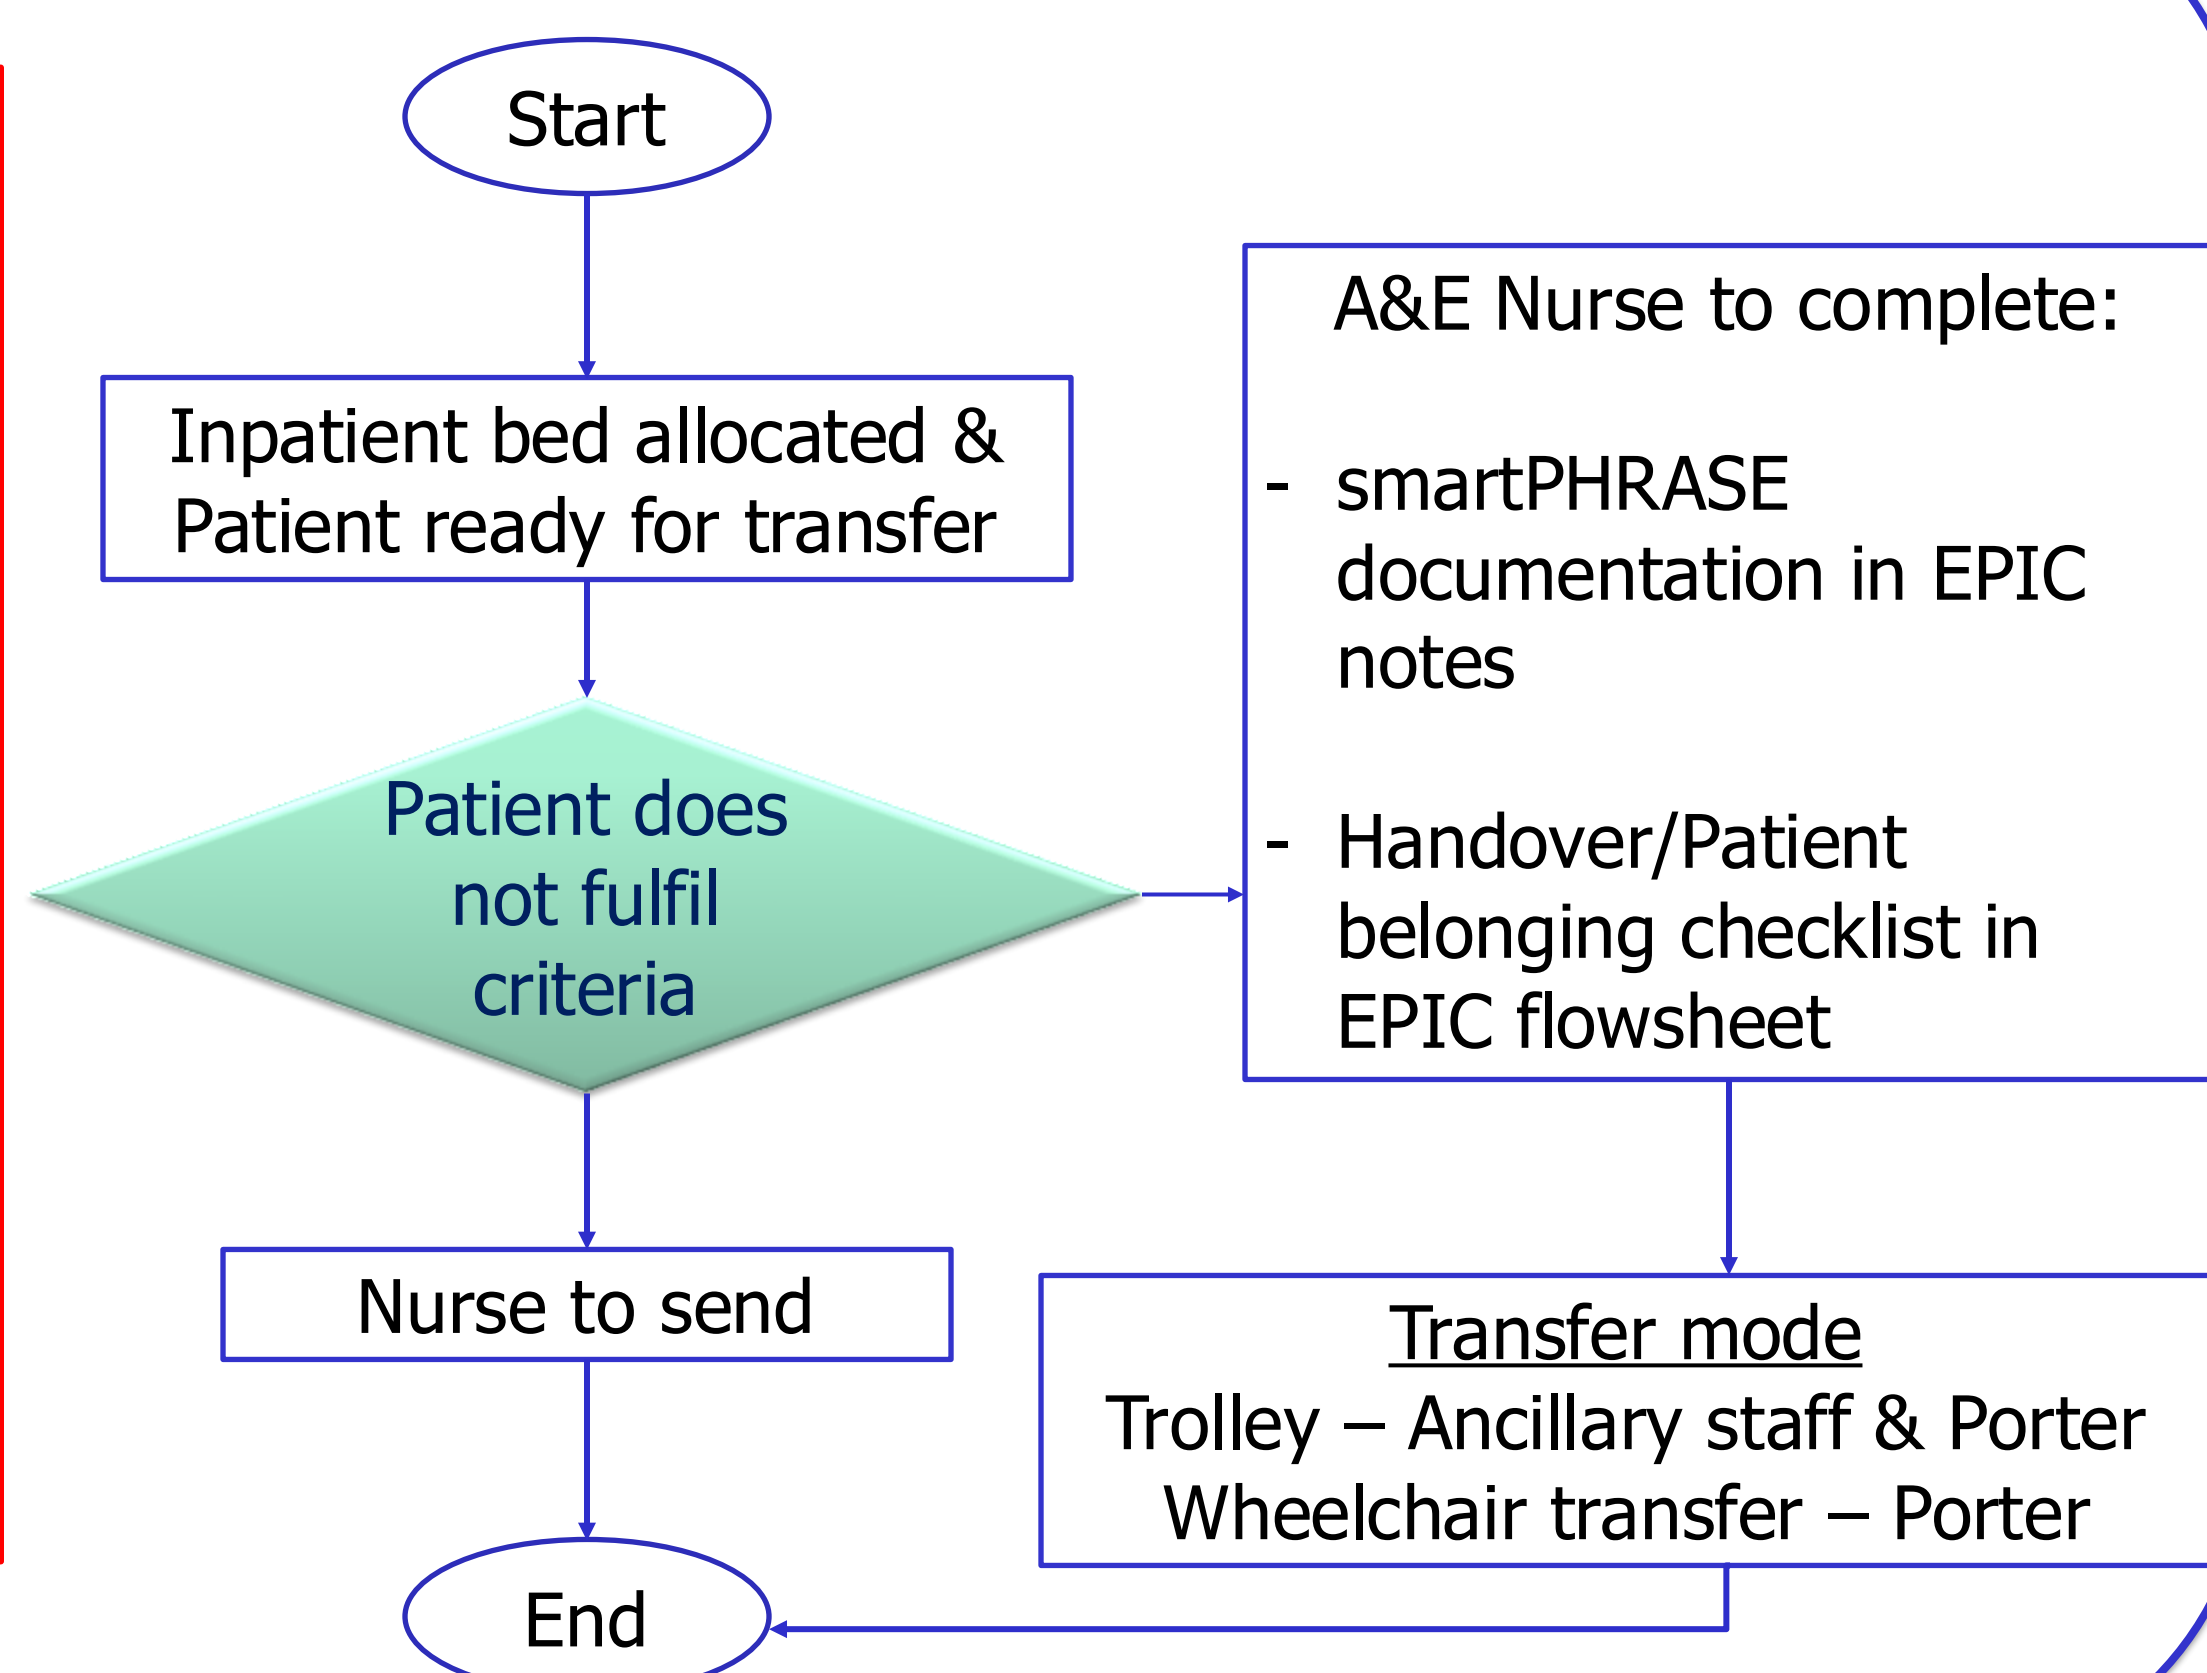 Start
Inpatient bed allocated &
Patient ready for transfer
Patient does
not fulfil
criteria
Nurse to send
End
A&E Nurse to complete:
- smartPHRASE
documentation in EPIC
notes
- Handover/Patient
belonging checklist in
EPIC flowsheet
Transfer mode
Trolley – Ancillary staff & Porter
Wheelchair transfer – Porter